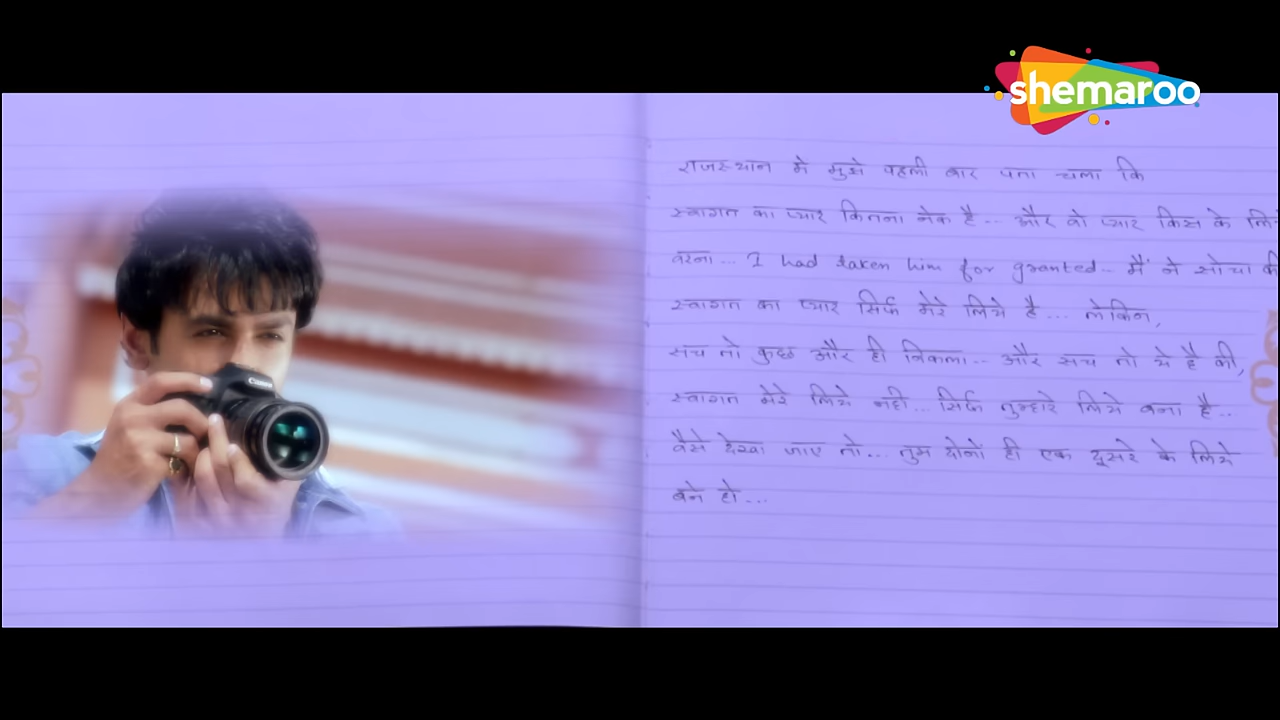 shemaroo
राजस्थान मे मुझे पहली बार पता चला कि
स्वागत का प्यार कितना नेक है... और वो प्यार किस के
वरना... I had taken him for granted... मैं ने सोचा की
स्वागत का प्यार सिर्फ मेरे लिये है... लेकिन,
सच तो कुछ और ही निकला... और सच तो ये है की,
स्वागत मेरे लिये नही... सिर्फ तुम्हारे लिये बना है..
वैसे देखा जाए तो... तुम दोनों ही एक दूसरे के लिये
बने हो...
Canon